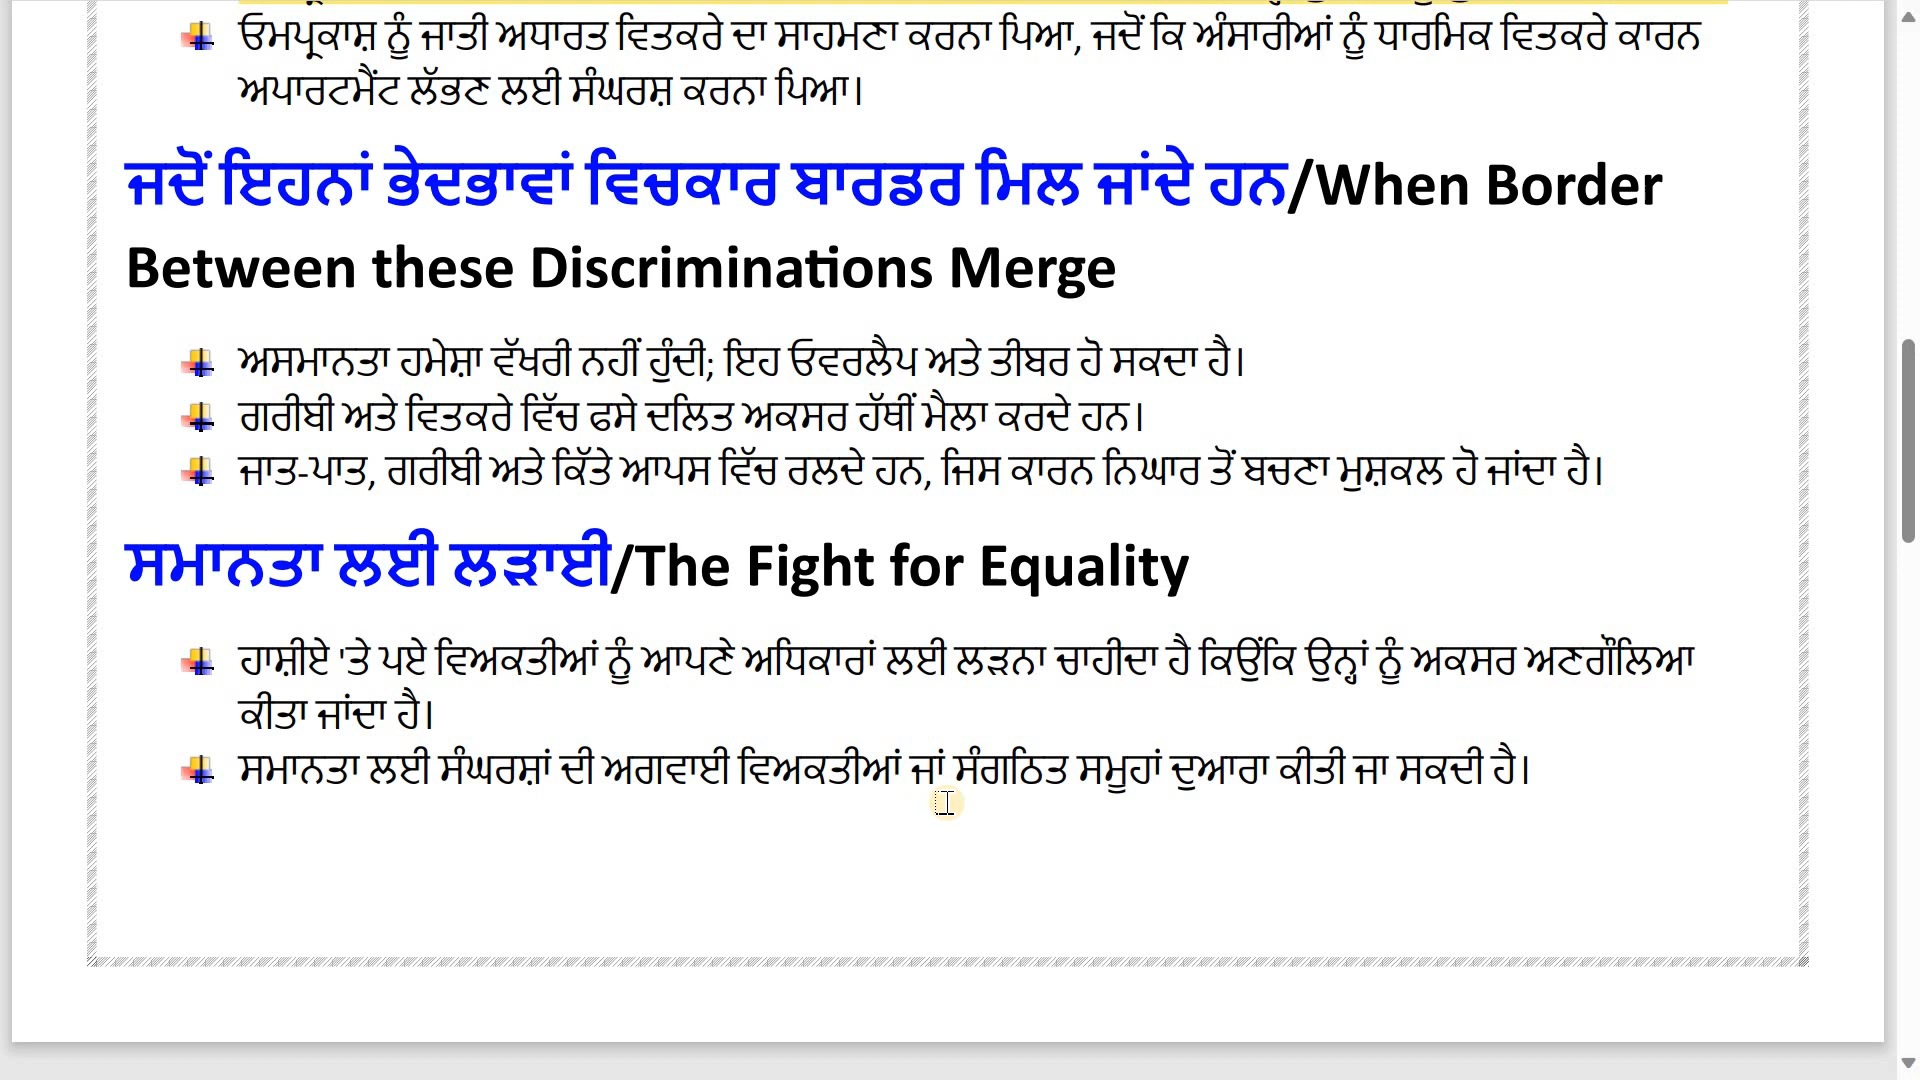 ਓਮਪ੍ਰਕਾਸ਼ ਨੂੰ ਜਾਤੀ ਅਧਾਰਤ ਵਿਤਕਰੇ ਦਾ ਸਾਹਮਣਾ ਕਰਨਾ ਪਿਆ, ਜਦੋਂ ਕਿ ਅੰਸਾਰੀਆਂ ਨੂੰ ਧਾਰਮਿਕ ਵਿਤਕਰੇ ਕਾਰਨ
ਅਪਾਰਟਮੈਂਟ ਲੱਭਣ ਲਈ ਸੰਘਰਸ਼ ਕਰਨਾ ਪਿਆ।
ਜਦੋਂ ਇਹਨਾਂ ਭੇਦਭਾਵਾਂ ਵਿਚਕਾਰ ਬਾਰਡਰ ਮਿਲ ਜਾਂਦੇ ਹਨ/When Border
Between these Discriminations Merge
ਅਸਮਾਨਤਾ ਹਮੇਸ਼ਾ ਵੱਖਰੀ ਨਹੀਂ ਹੁੰਦੀ; ਇਹ ਓਵਰਲੈਪ ਅਤੇ ਤੀਬਰ ਹੋ ਸਕਦਾ ਹੈ।
ਗਰੀਬੀ ਅਤੇ ਵਿਤਕਰੇ ਵਿੱਚ ਫਸੇ ਦਲਿਤ ਅਕਸਰ ਹੱਥੀਂ ਮੈਲਾ ਕਰਦੇ ਹਨ।
ਜਾਤ-ਪਾਤ, ਗਰੀਬੀ ਅਤੇ ਕਿੱਤੇ ਆਪਸ ਵਿੱਚ ਰਲਦੇ ਹਨ, ਜਿਸ ਕਾਰਨ ਨਿਘਾਰ ਤੋਂ ਬਚਣਾ ਮੁਸ਼ਕਲ ਹੋ ਜਾਂਦਾ ਹੈ।
ਸਮਾਨਤਾ ਲਈ ਲੜਾਈ/The Fight for Equality
ਹਾਸ਼ੀਏ 'ਤੇ ਪਏ ਵਿਅਕਤੀਆਂ ਨੂੰ ਆਪਣੇ ਅਧਿਕਾਰਾਂ ਲਈ ਲੜਨਾ ਚਾਹੀਦਾ ਹੈ ਕਿਉਂਕਿ ਉਨ੍ਹਾਂ ਨੂੰ ਅਕਸਰ ਅਣਗੌਲਿਆ
ਕੀਤਾ ਜਾਂਦਾ ਹੈ।
ਸਮਾਨਤਾ ਲਈ ਸੰਘਰਸ਼ਾਂ ਦੀ ਅਗਵਾਈ ਵਿਅਕਤੀਆਂ ਜਾਂ ਸੰਗਠਿਤ ਸਮੂਹਾਂ ਦੁਆਰਾ ਕੀਤੀ ਜਾ ਸਕਦੀ ਹੈ।